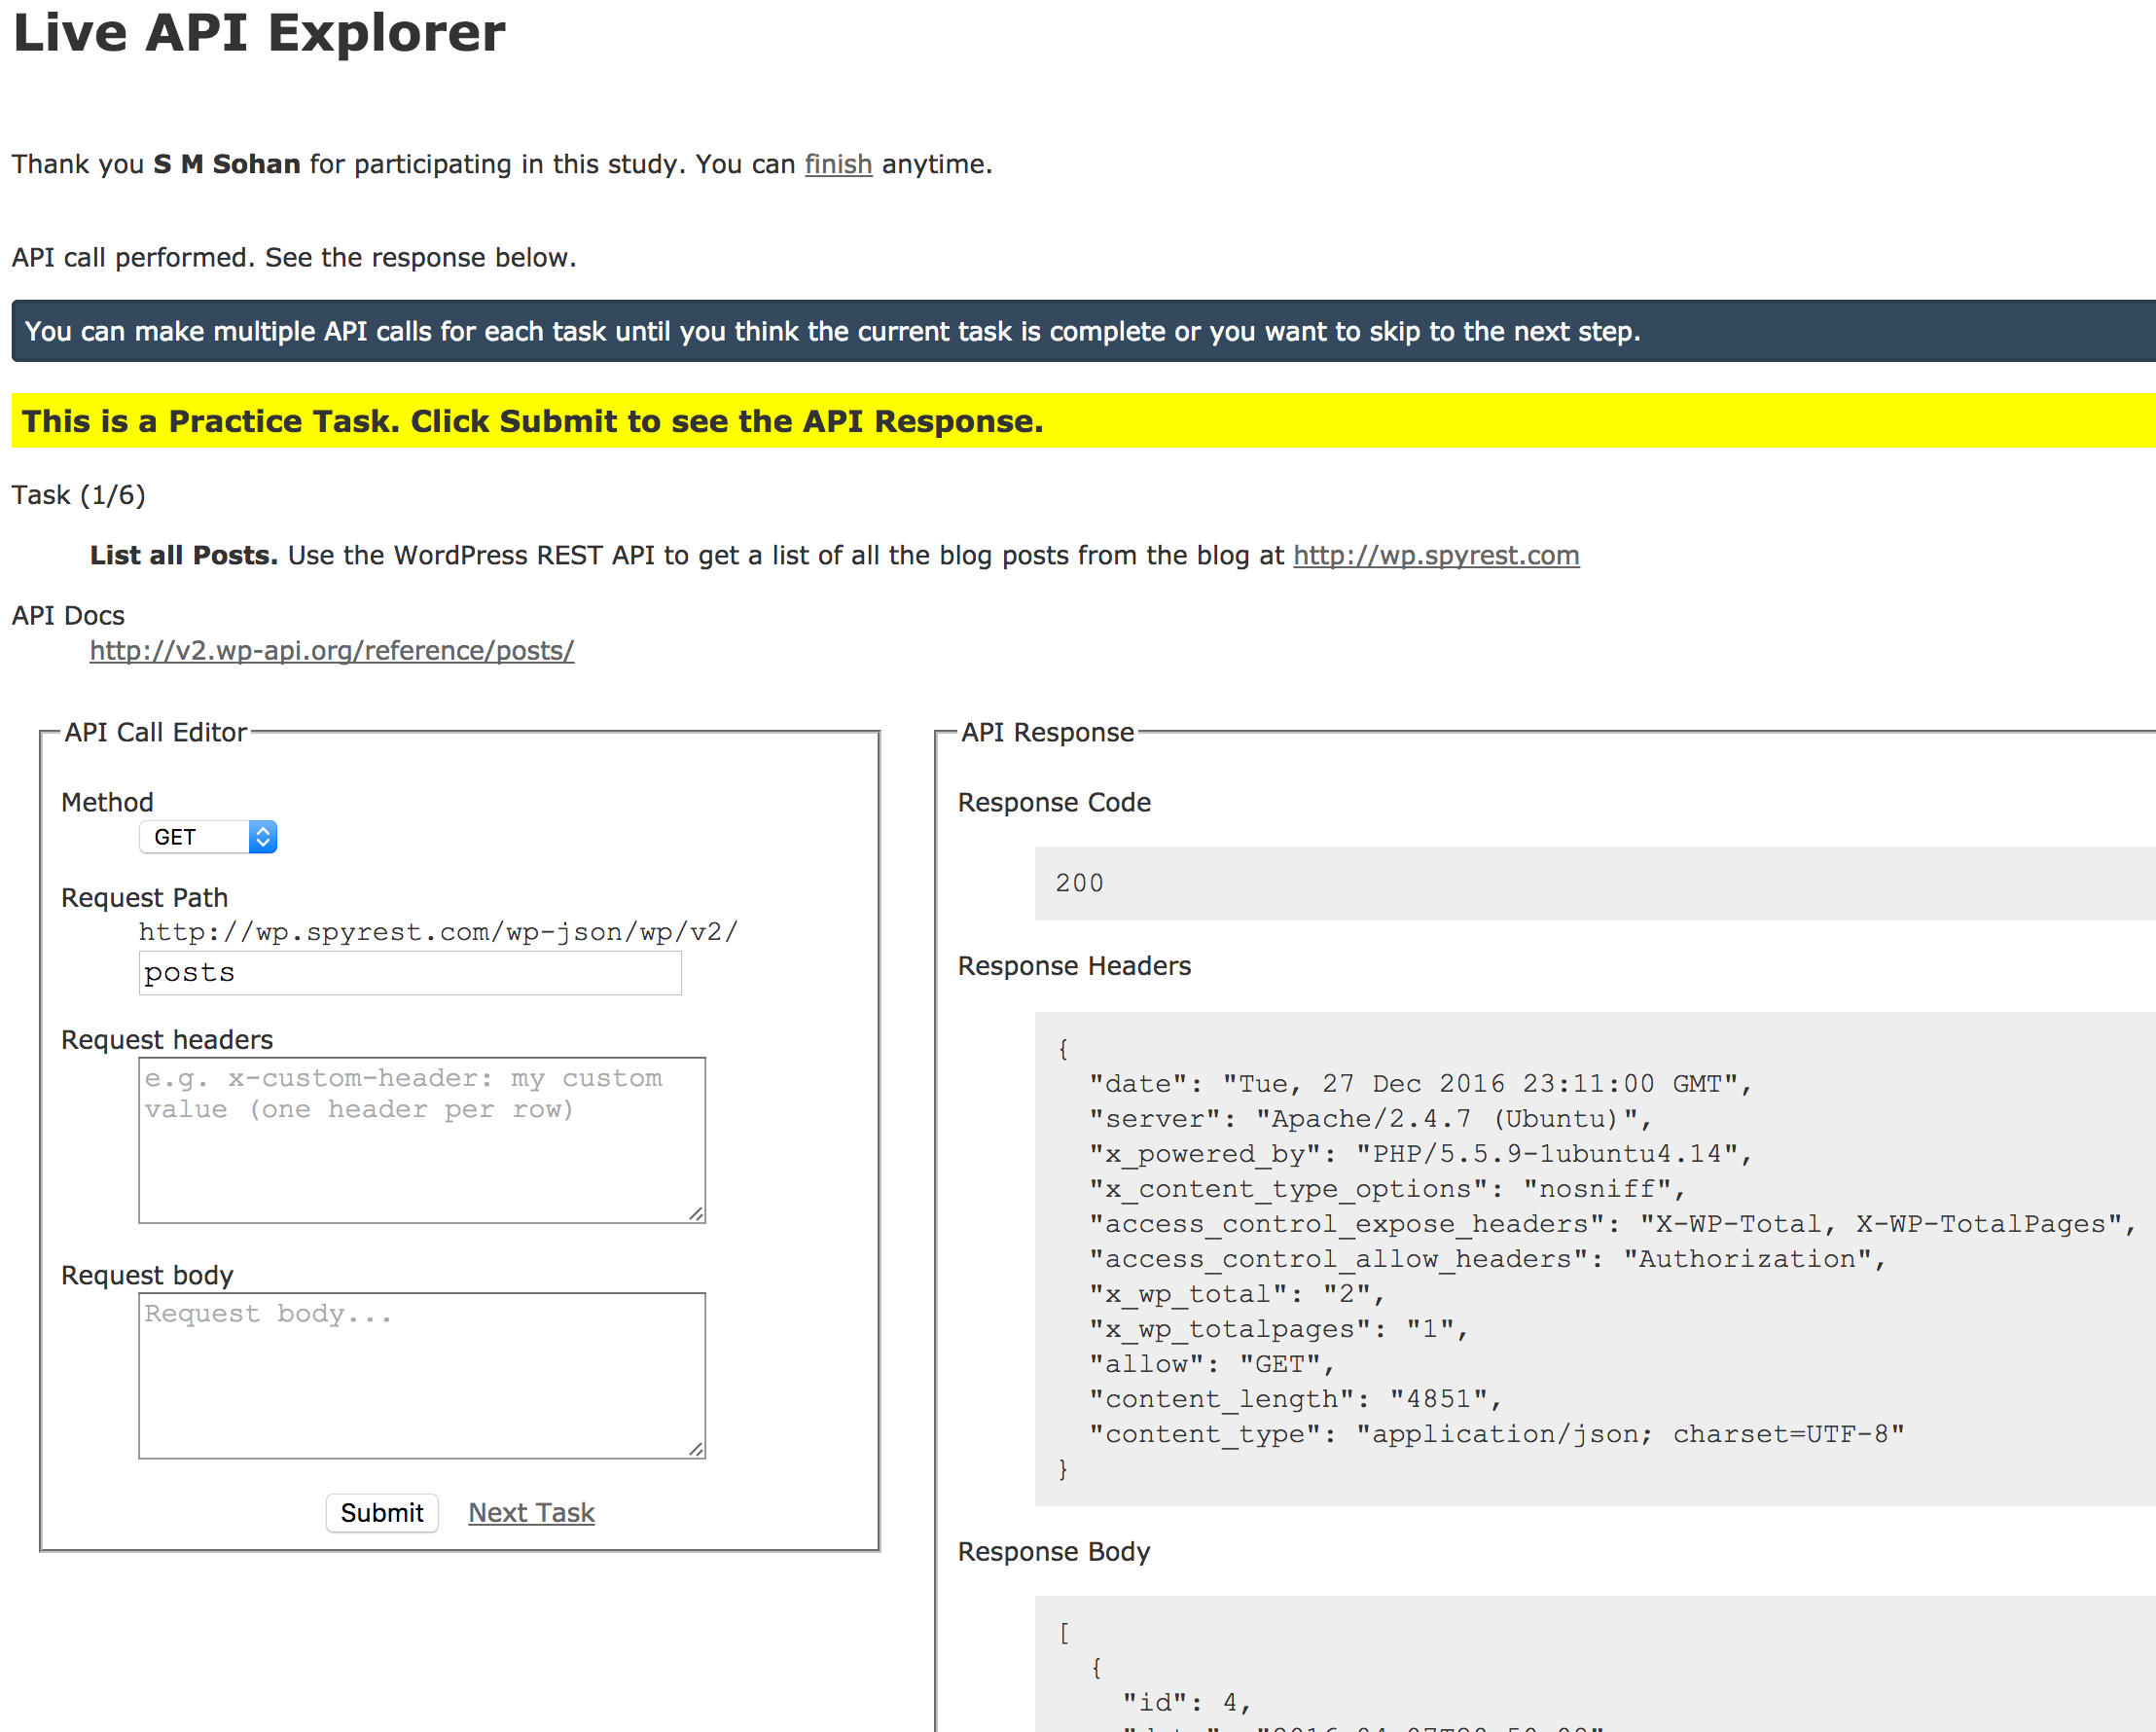 Live API Explorer
Thank you S M Sohan for participating in this study. You can finish anytime.
API call performed. See the response below.
You can make multiple API calls for each task until you think the current task is complete or you want to skip to the next step.
This is a Practice Task. Click Submit to see the API Response.
Task (1/6)
List all Posts. Use the WordPress REST API to get a list of all the blog posts from the blog at http://wp.spyrest.com
API Docs
http://v2.wp-api.org/reference/posts/
API Call Editor
Method
GET
Request Path
http://wp.spyrest.com/wp-json/wp/v2/
posts
Request headers
e.g. x-custom-header: my custom
value (one header per row)
Request body
Request body...
Submit Next Task
API Response
Response Code
200
Response Headers
{
"date": "Tue, 27 Dec 2016 23:11:00 GMT",
"server": "Apache/2.4.7 (Ubuntu)",
"x_powered_by": "PHP/5.5.9-1ubuntu4.14",
"x_content_type_options": "nosniff",
"access_control_expose_headers": "X-WP-Total, X-WP-TotalPages",
"access_control_allow_headers": "Authorization",
"x_wp_total": "2",
"x_wp_totalpages": "1",
"allow": "GET",
"content_length": "4851",
"content_type": "application/json; charset=UTF-8"
}
Response Body
[
{
"id": 4,